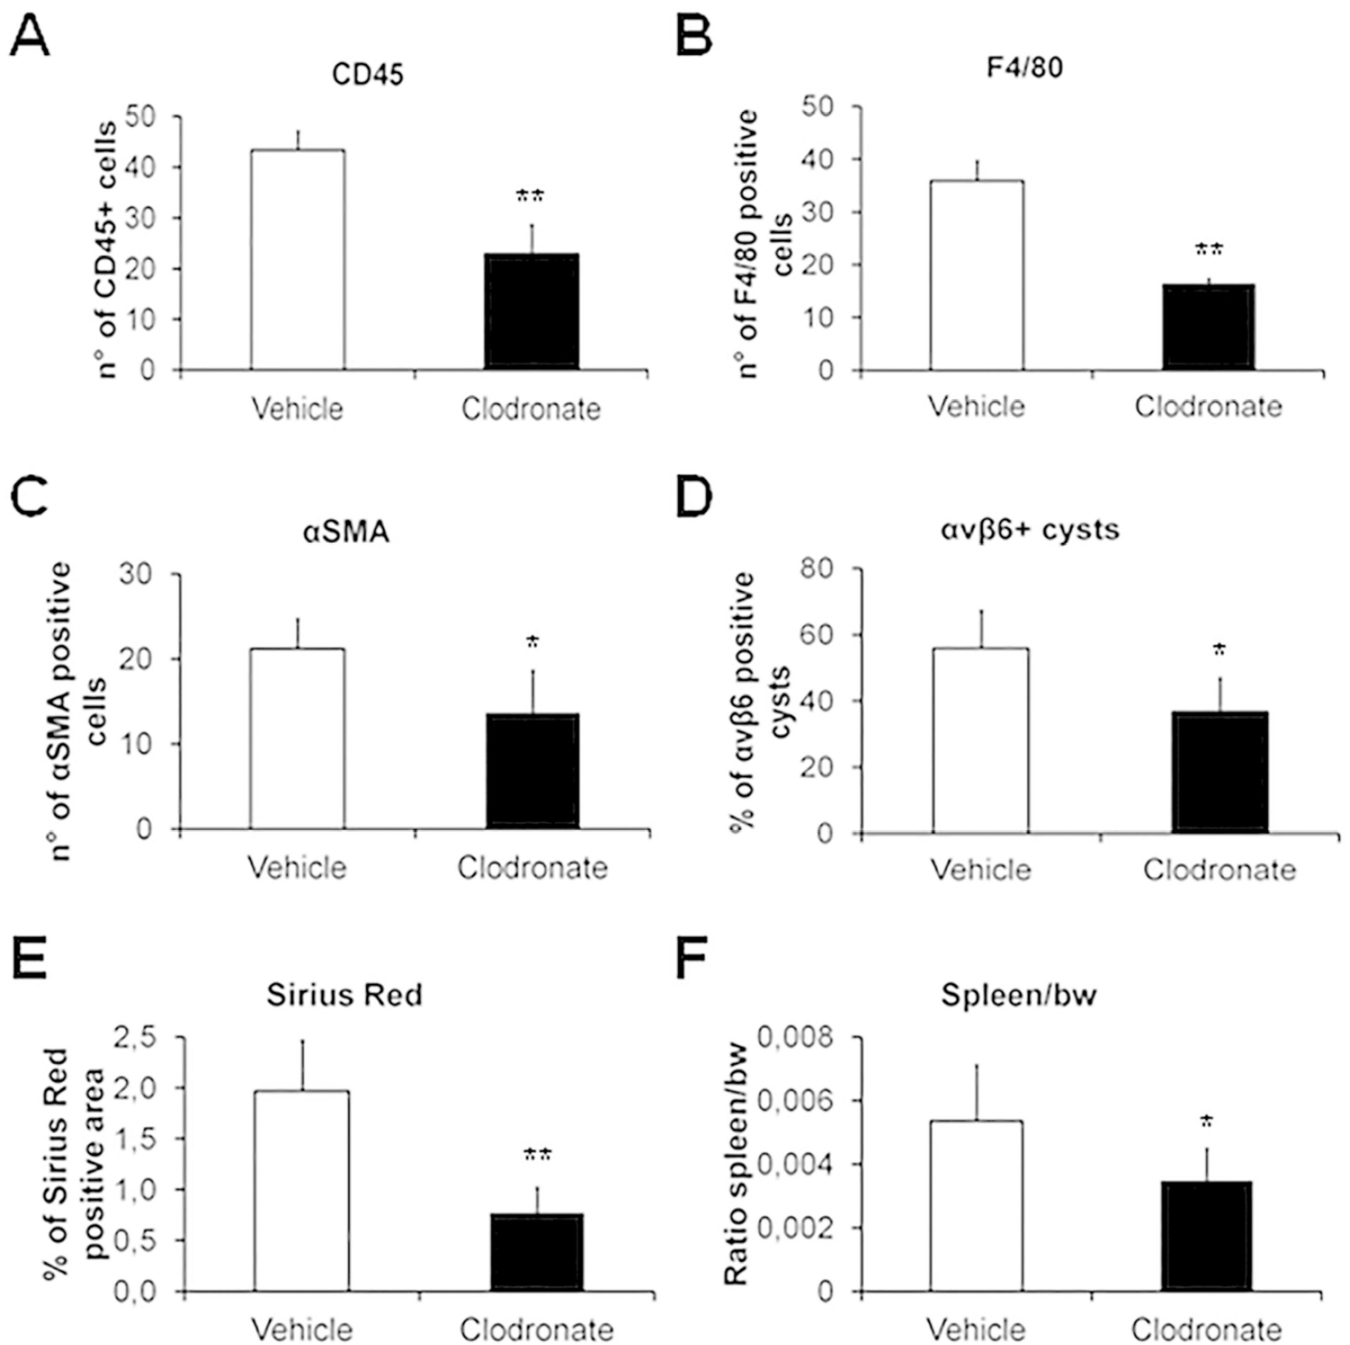 A
CD45
n° of CD45+ cells
50
40
30
20
10
0
**
Vehicle
Clodronate
B
F4/80
n° of F4/80 positive
cells
50
40
30
20
10
0
**
Vehicle
Clodronate
C
αSMA
n° of αSMA positive
cells
30
20
10
0
*
Vehicle
Clodronate
D
αvβ6+ cysts
% of αvβ6 positive
cysts
80
60
40
20
0
*
Vehicle
Clodronate
E
Sirius Red
% of Sirius Red
positive area
2,5
2,0
1,5
1,0
0,5
0,0
**
Vehicle
Clodronate
F
Spleen/bw
Ratio spleen/bw
0,008
0,006
0,004
0,002
0
*
Vehicle
Clodronate